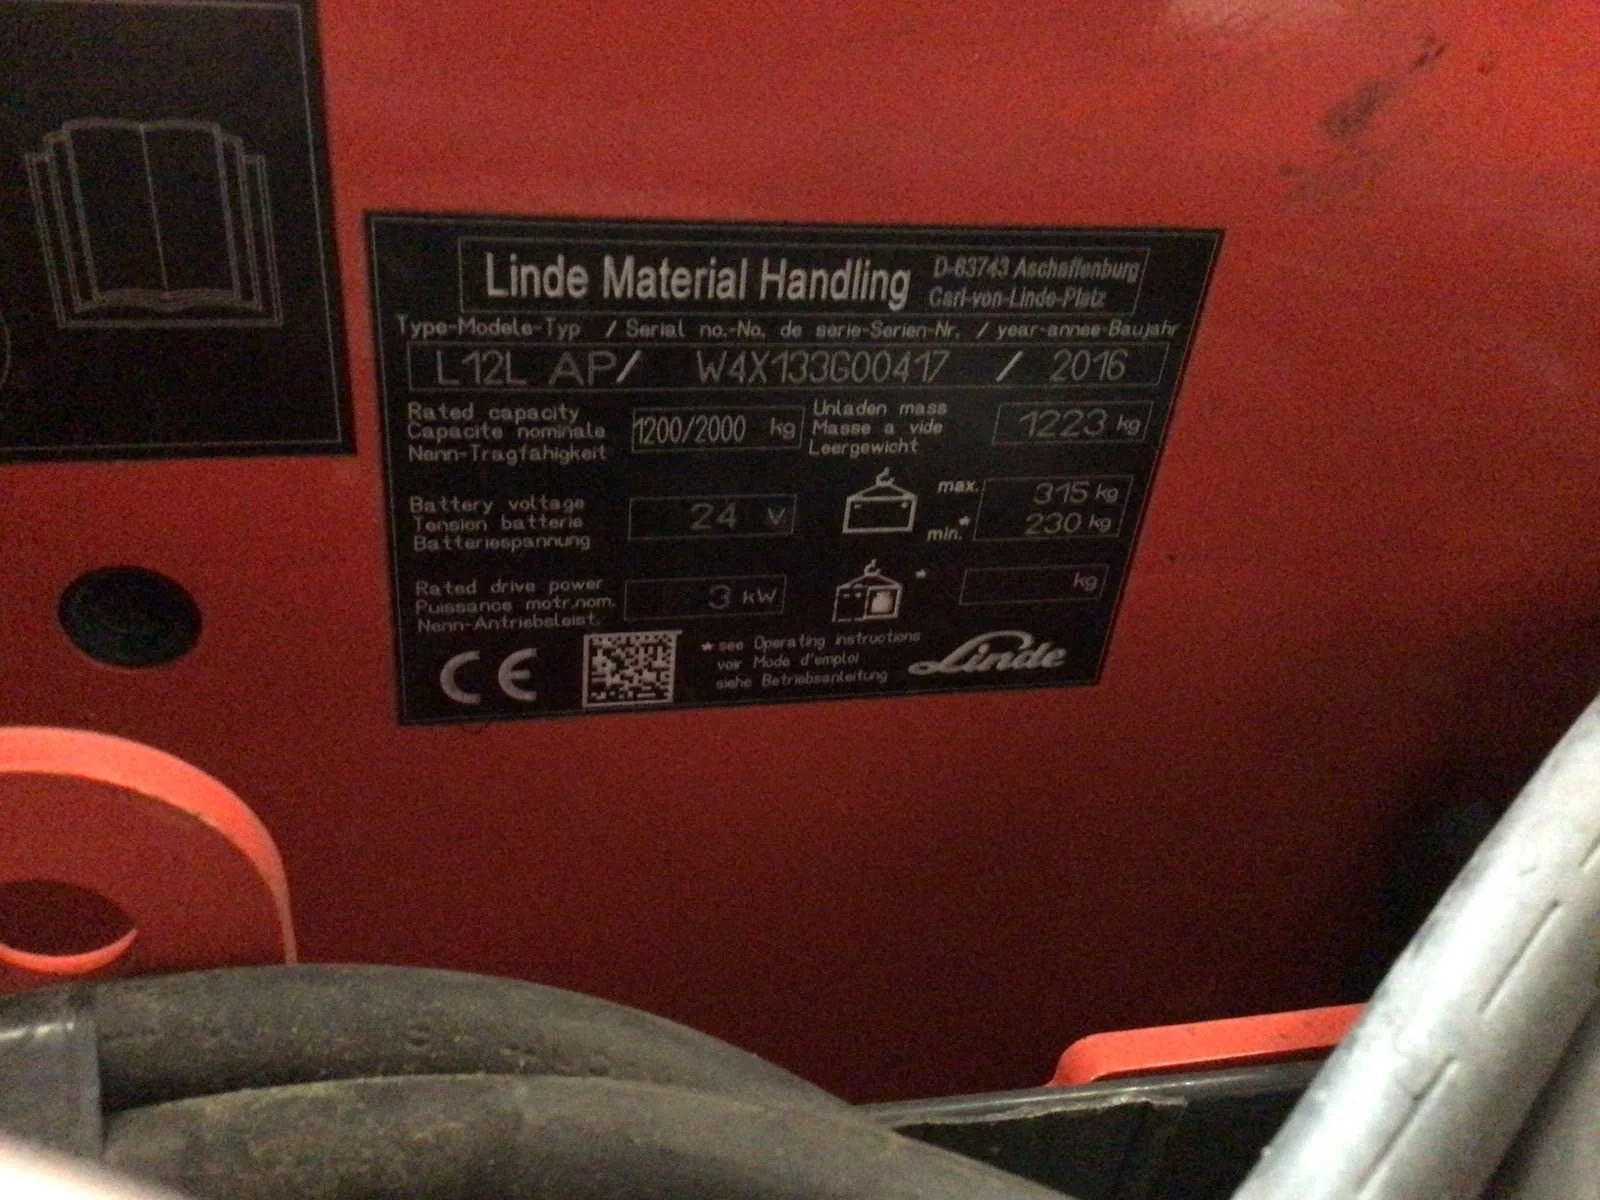 Linde Material Handling
D-63743 Aschaffenburg
Carl-von-Linde-Platz
Type-Modele-Typ / Serial no.-No. de serie-Serien-Nr. / year-annee-Baujahr
L12L AP/ W4X133G00417 / 2016
Rated capacity
Capacite nominale
Nenn-Tragfähigkeit
1200/2000 kg
Unladen mass
Masse a vide
Leergewicht
1223 kg
Battery voltage
Tension batterie
Batteriespannung
24 V
max. 315 kg
min.* 230 kg
Rated drive power
Puissance motr.nom.
Nenn-Antriebsleist.
3 kW
* kg
CE
*see Operating instructions
voir Mode d'emploi
siehe Betriebsanleitung
Linde